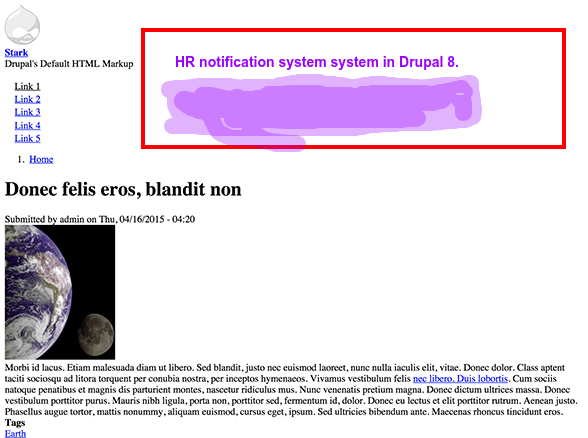 Stark
Drupal's Default HTML Markup
HR notification system system in Drupal 8.
Link 1
Link 2
Link 3
Link 4
Link 5
1. Home
Donec felis eros, blandit non
Submitted by admin on Thu, 04/16/2015 - 04:20
Morbi id lacus. Etiam malesuada diam ut libero. Sed blandit, justo nec euismod laoreet, nunc nulla iaculis elit, vitae. Donec dolor. Class aptent
taciti sociosqu ad litora torquent per conubia nostra, per inceptos hymenaeos. Vivamus vestibulum felis nec libero. Duis lobortis. Cum sociis
natoque penatibus et magnis dis parturient montes, nascetur ridiculus mus. Nunc venenatis pretium magna. Donec dictum ultrices massa. Donec
vestibulum porttitor purus. Mauris nibh ligula, porta non, porttitor sed, fermentum id, dolor. Donec eu lectus et elit porttitor rutrum. Aenean justo.
Phasellus augue tortor, mattis nonummy, aliquam euismod, cursus eget, ipsum. Sed ultricies bibendum ante. Maecenas rhoncus tincidunt eros.
Tags
Earth